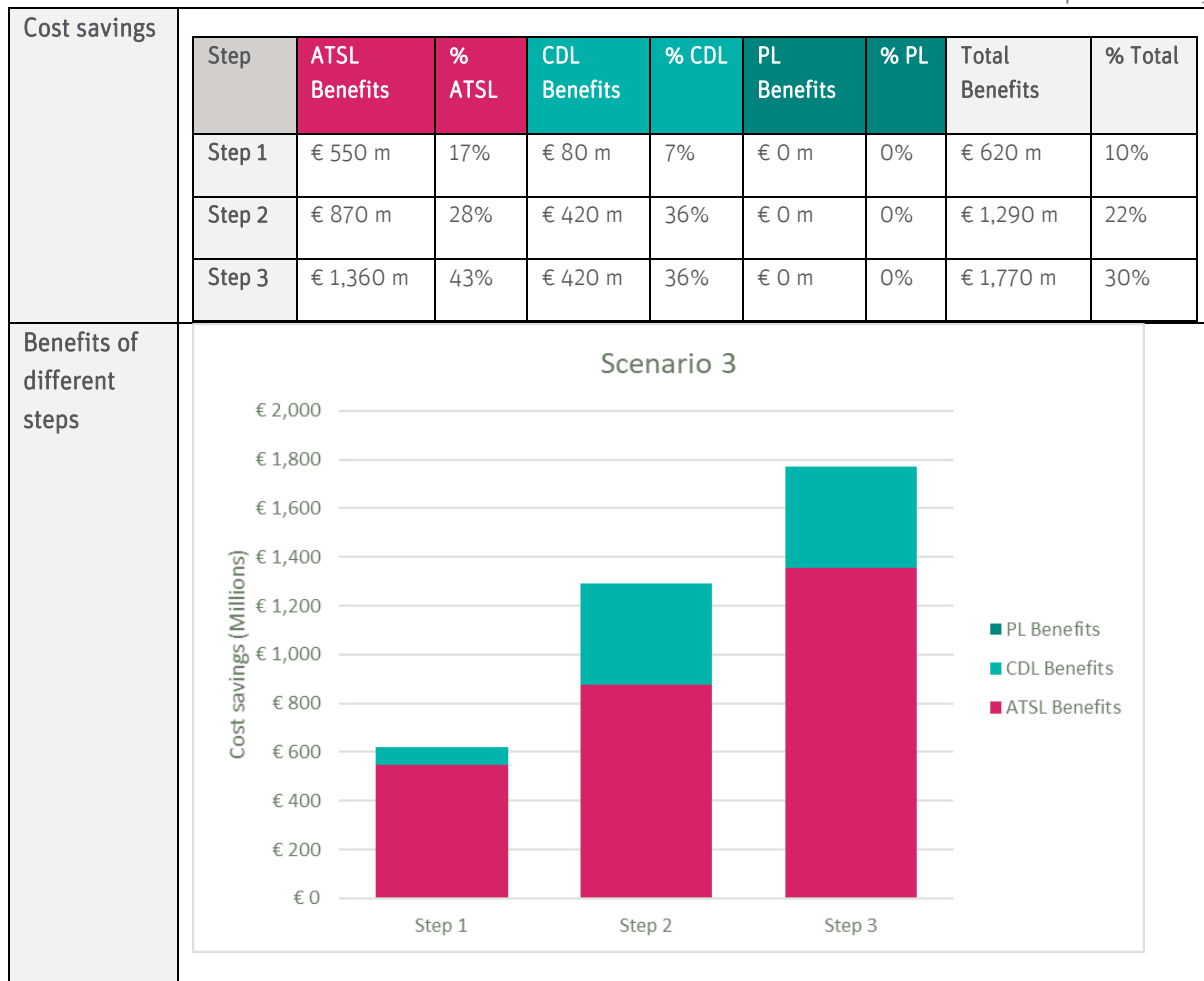 Cost savings
Step ATSL Benefits % ATSL CDL Benefits % CDL PL Benefits % PL Total Benefits % Total
Step 1 € 550 m 17% € 80 m 7% € 0 m 0% € 620 m 10%
Step 2 € 870 m 28% € 420 m 36% € 0 m 0% € 1,290 m 22%
Step 3 € 1,360 m 43% € 420 m 36% € 0 m 0% € 1,770 m 30%
Benefits of
different
steps
Scenario 3
€ 2,000
€ 1,800
€ 1,600
€ 1,400
€ 1,200
€ 1,000
€ 800
€ 600
€ 400
€ 200
€ 0
Cost savings (Millions)
Step 1 Step 2 Step 3
PL Benefits
CDL Benefits
ATSL Benefits